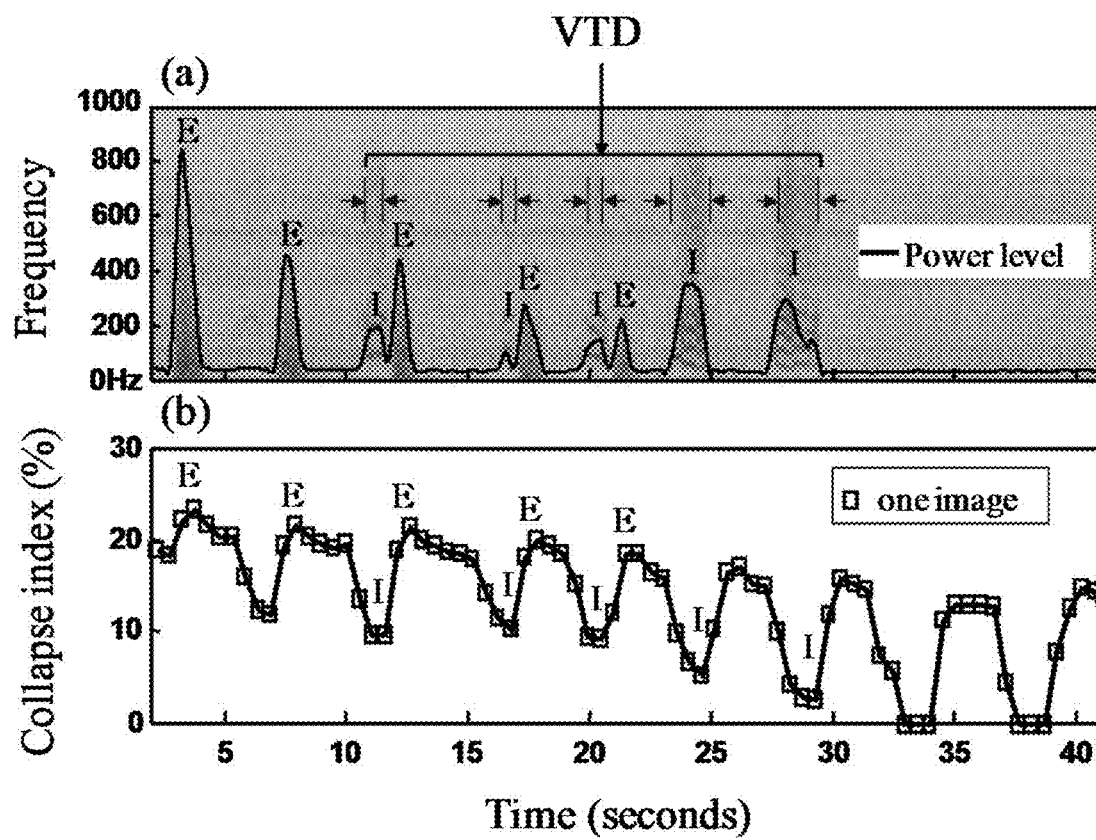 VTD
(a)
1000
800
600
400
200
0Hz
Frequency
E
E
E
I
I
E
I
E
I
I
Power level
(b)
30
20
10
0
Collapse index (%)
E
E
E
E
E
I
I
I
I
I
one image
5 10 15 20 25 30 35 40
Time (seconds)